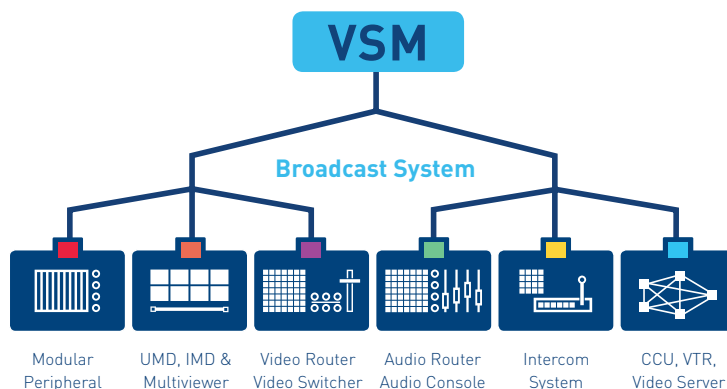 VSM
Broadcast System
Modular
Peripheral
UMD, IMD &
Multiviewer
Video Router
Video Switcher
Audio Router
Audio Console
Intercom
System
CCU, VTR,
Video Server